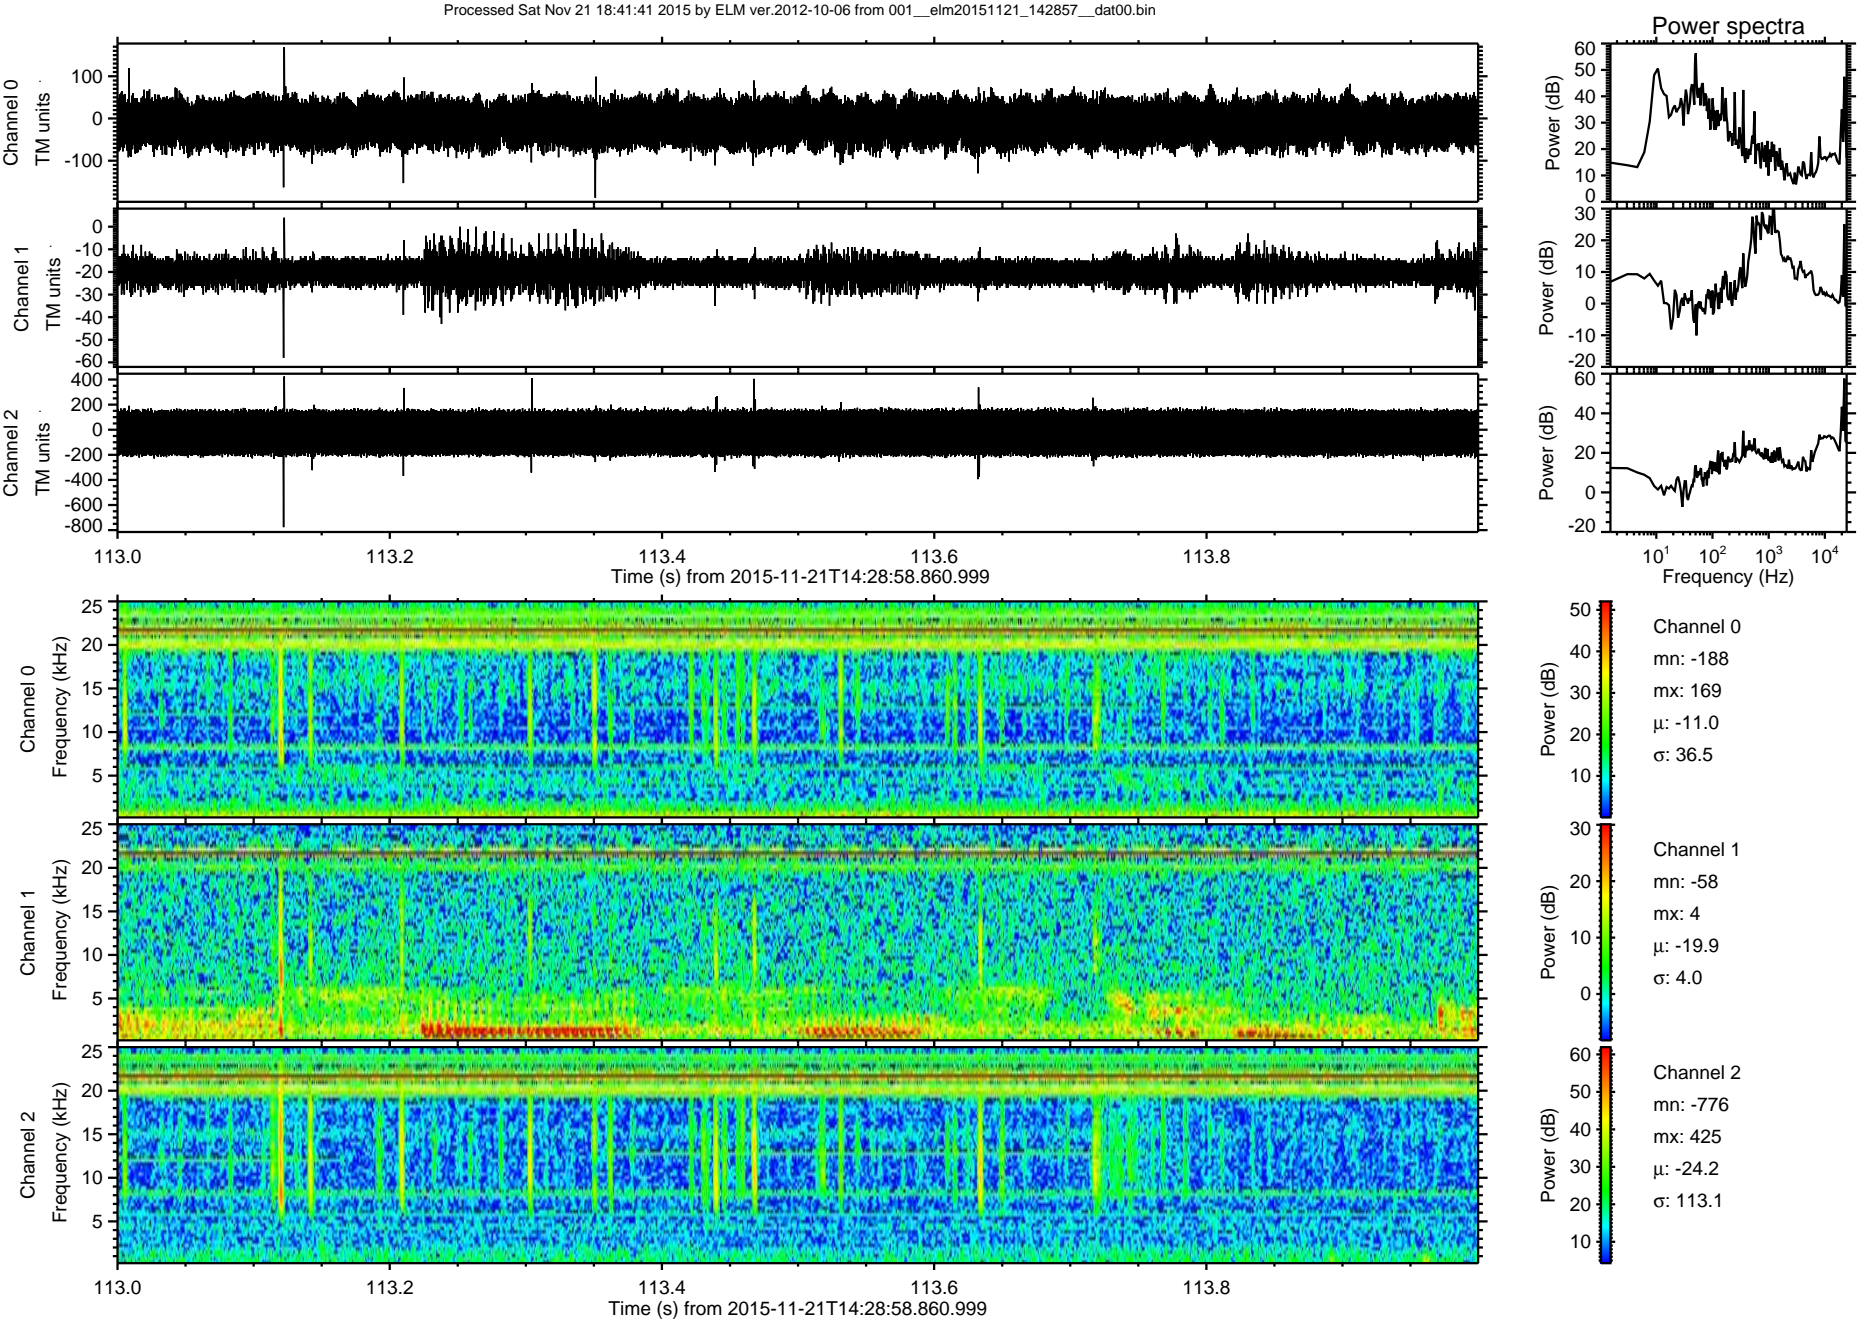 Processed Sat Nov 21 18:41:41 2015 by ELM ver.2012-10-06 from 001__elm20151121_142857__dat00.bin
Power spectra
Channel 0
TM units
100
0
-100
Power (dB)
60
50
40
30
20
10
0
Channel 1
TM units
0
-10
-20
-30
-40
-50
-60
Power (dB)
30
20
10
0
-10
-20
Channel 2
TM units
400
200
0
-200
-400
-600
-800
Power (dB)
60
40
20
0
-20
113.0 113.2 113.4 113.6 113.8
Time (s) from 2015-11-21T14:28:58.860.999
10^1 10^2 10^3 10^4
Frequency (Hz)
Channel 0
Frequency (kHz)
25
20
15
10
5
Power (dB)
50
40
30
20
10
Channel 0
mn: -188
mx: 169
μ: -11.0
σ: 36.5
Channel 1
Frequency (kHz)
25
20
15
10
5
Power (dB)
30
20
10
0
Channel 1
mn: -58
mx: 4
μ: -19.9
σ: 4.0
Channel 2
Frequency (kHz)
25
20
15
10
5
Power (dB)
60
50
40
30
20
10
Channel 2
mn: -776
mx: 425
μ: -24.2
σ: 113.1
113.0 113.2 113.4 113.6 113.8
Time (s) from 2015-11-21T14:28:58.860.999